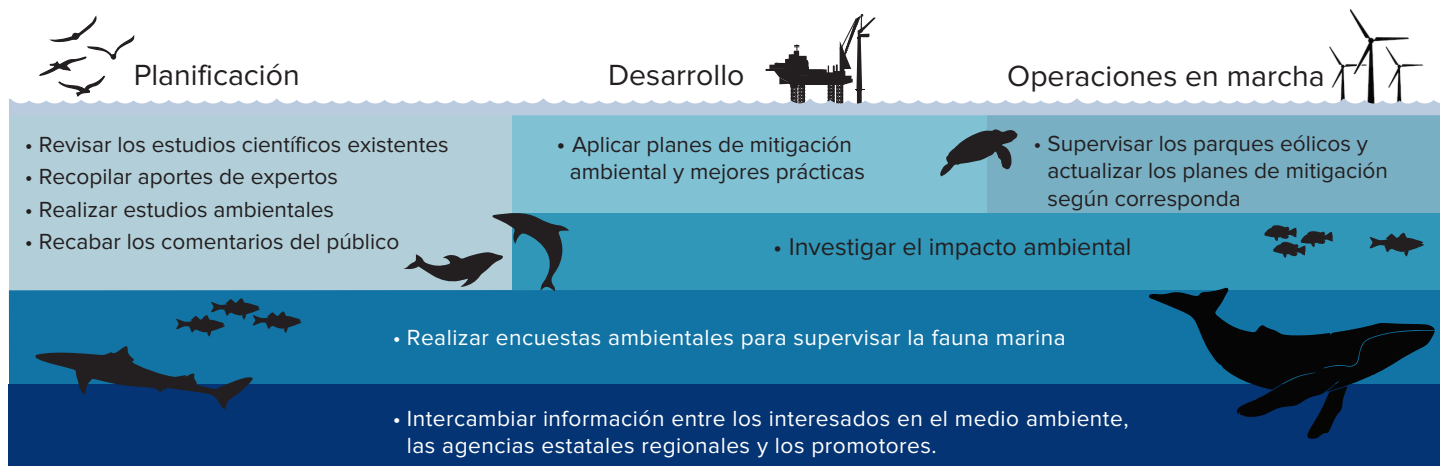 Planificación
Desarrollo
Operaciones en marcha
• Revisar los estudios científicos existentes
• Recopilar aportes de expertos
• Realizar estudios ambientales
• Recabar los comentarios del público
• Aplicar planes de mitigación
ambiental y mejores prácticas
• Supervisar los parques eólicos y
actualizar los planes de mitigación
según corresponda
• Investigar el impacto ambiental
• Realizar encuestas ambientales para supervisar la fauna marina
• Intercambiar información entre los interesados en el medio ambiente,
las agencias estatales regionales y los promotores.